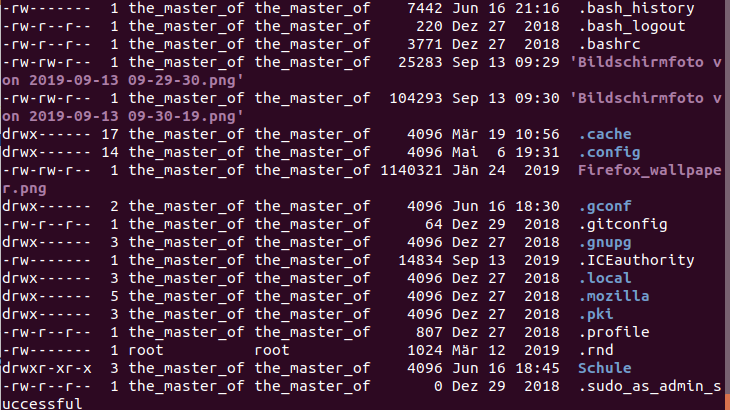 -rw-------  1 the_master_of the_master_of    7442 Jun 16 21:16  .bash_history
-rw-r--r--  1 the_master_of the_master_of     220 Dez 27  2018  .bash_logout
-rw-r--r--  1 the_master_of the_master_of    3771 Dez 27  2018  .bashrc
-rw-rw-r--  1 the_master_of the_master_of   25283 Sep 13 09:29 'Bildschirmfoto v
on 2019-09-13 09-29-30.png'
-rw-rw-r--  1 the_master_of the_master_of  104293 Sep 13 09:30 'Bildschirmfoto v
on 2019-09-13 09-30-19.png'
drwx------ 17 the_master_of the_master_of    4096 Mär 19 10:56  .cache
drwx------ 14 the_master_of the_master_of    4096 Mai  6 19:31  .config
-rw-rw-r--  1 the_master_of the_master_of 1140321 Jän 24  2019  Firefox_wallpape
r.png
drwx------  2 the_master_of the_master_of    4096 Jun 16 18:30  .gconf
-rw-r--r--  1 the_master_of the_master_of      64 Dez 29  2018  .gitconfig
drwx------  3 the_master_of the_master_of    4096 Dez 27  2018  .gnupg
-rw-------  1 the_master_of the_master_of   14834 Sep 13  2019  .ICEauthority
drwx------  3 the_master_of the_master_of    4096 Dez 27  2018  .local
drwx------  5 the_master_of the_master_of    4096 Dez 27  2018  .mozilla
drwx------  3 the_master_of the_master_of    4096 Dez 27  2018  .pki
-rw-r--r--  1 the_master_of the_master_of     807 Dez 27  2018  .profile
-rw-------  1 root          root             1024 Mär 12  2019  .rnd
drwxr-xr-x  3 the_master_of the_master_of    4096 Jun 16 18:45  Schule
-rw-r--r--  1 the_master_of the_master_of       0 Dez 29  2018  .sudo_as_admin_s
uccessful